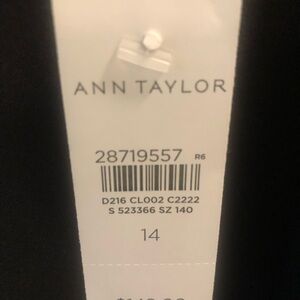 ANN TAYLOR
28719557 R6
D216 CL002 C2222
S 523366 SZ 140
14